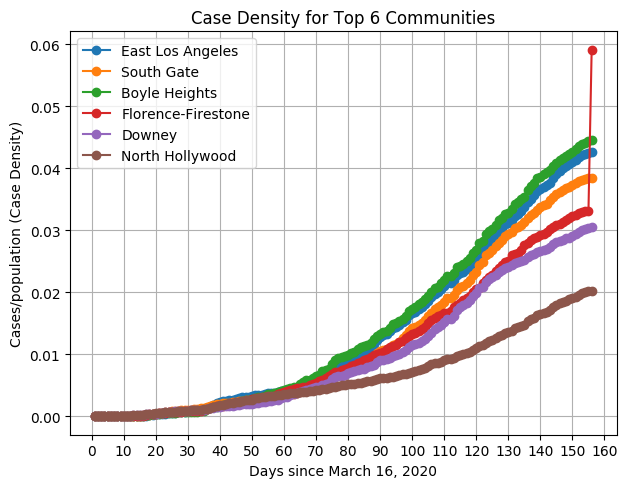 Case Density for Top 6 Communities
East Los Angeles
South Gate
Boyle Heights
Florence-Firestone
Downey
North Hollywood
Cases/population (Case Density)
0.06
0.05
0.04
0.03
0.02
0.01
0.00
0 10 20 30 40 50 60 70 80 90 100 110 120 130 140 150 160
Days since March 16, 2020